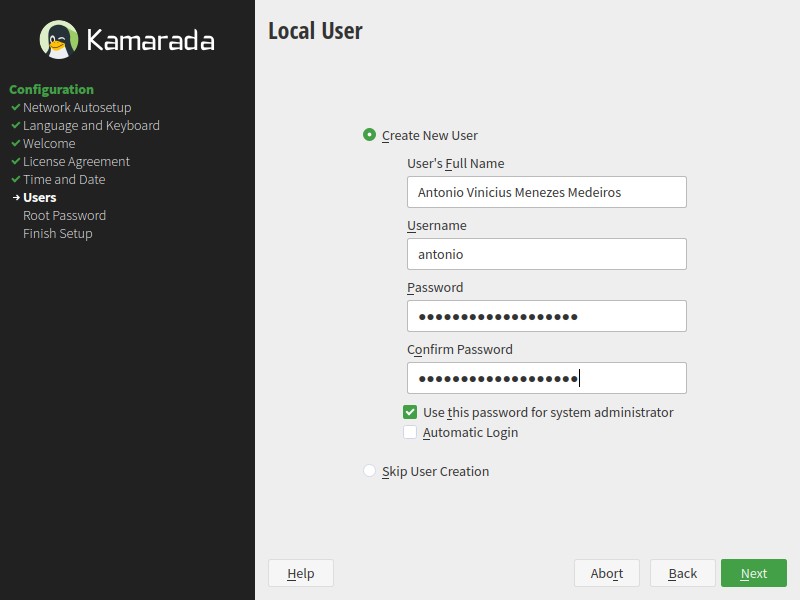 Kamarada
Configuration
Network Autosetup
Language and Keyboard
Welcome
License Agreement
Time and Date
Users
Root Password
Finish Setup
Local User
Create New User
User's Full Name
Antonio Vinicius Menezes Medeiros
Username
antonio
Password
●●●●●●●●●●●●●●●●●●●
Confirm Password
●●●●●●●●●●●●●●●●●●●
Use this password for system administrator
Automatic Login
Skip User Creation
Help
Abort
Back
Next